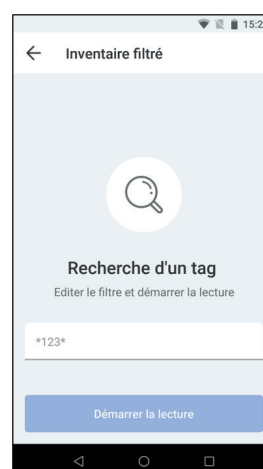 15:2
Inventaire filtré
Recherche d'un tag
Editer le filtre et démarrer la lecture
*123*
Démarrer la lecture